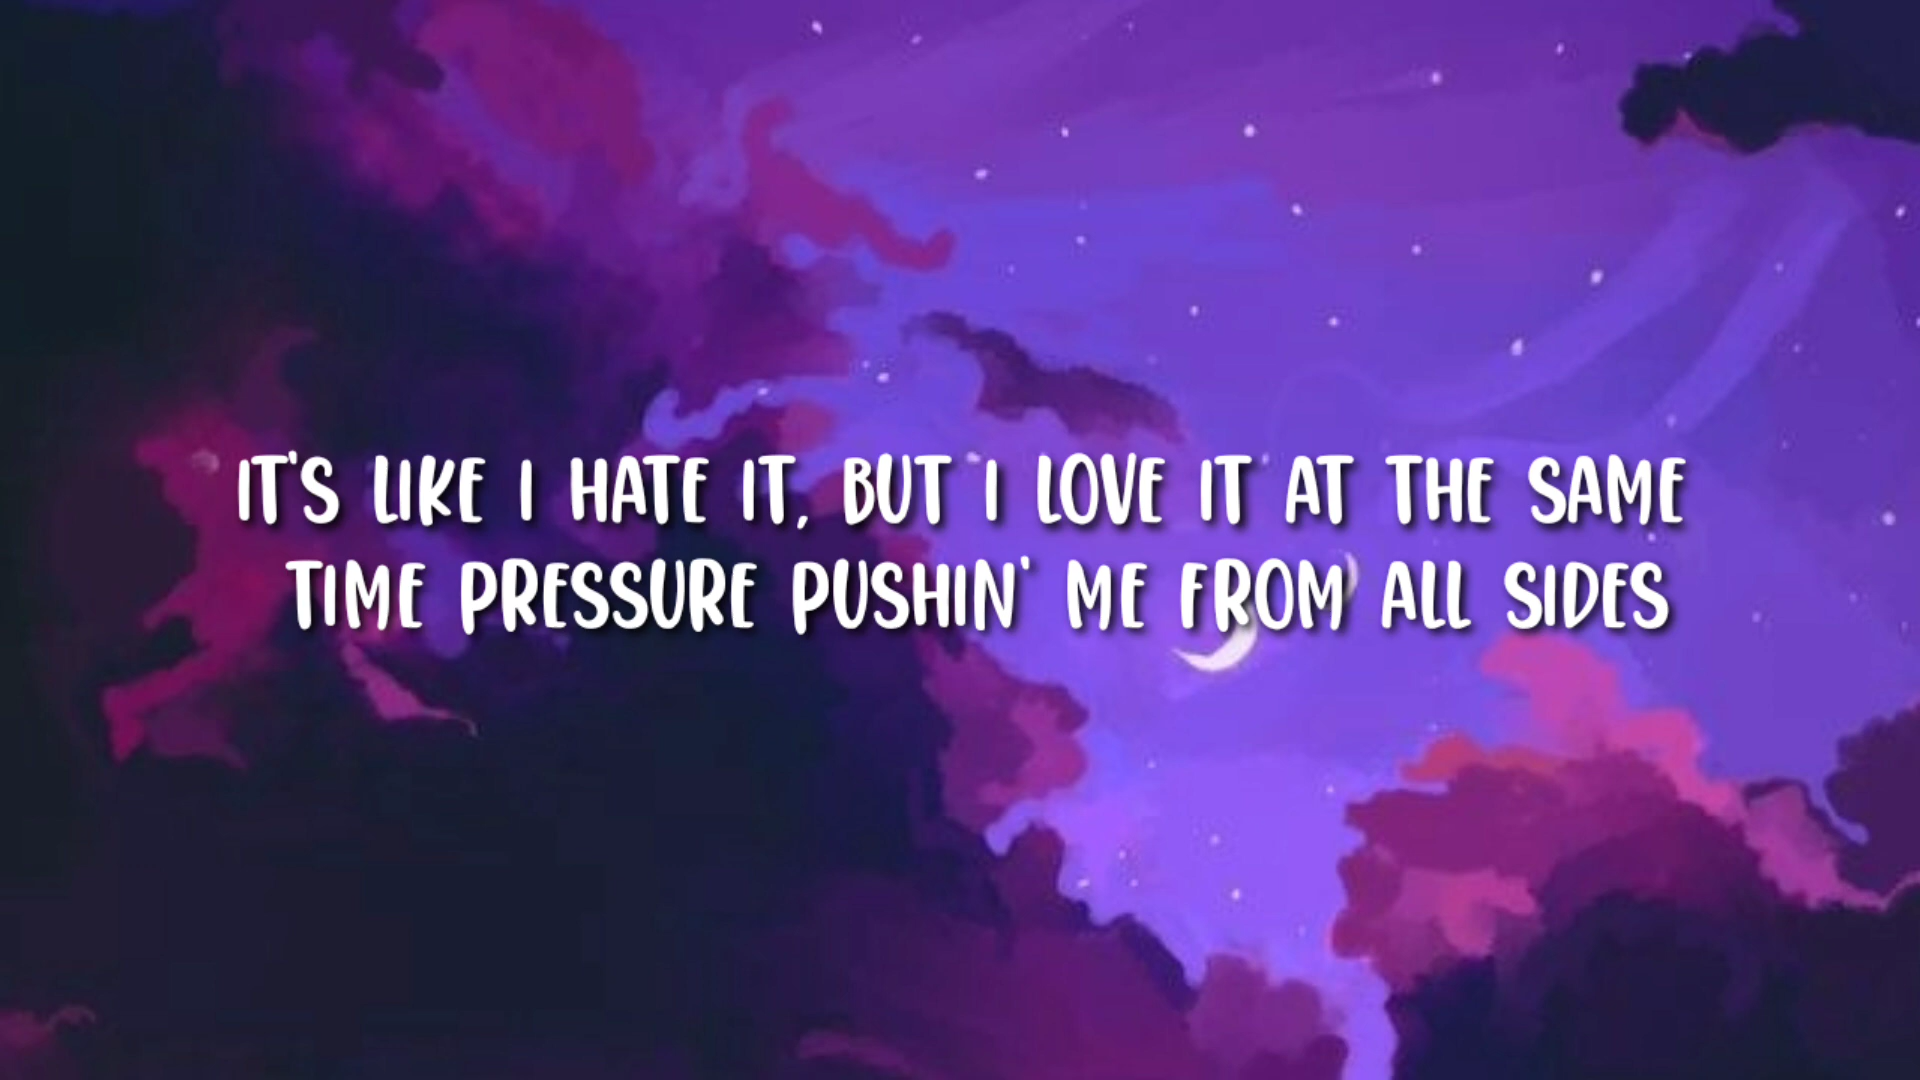 IT'S LIKE I HATE IT, BUT I LOVE IT AT THE SAME
TIME PRESSURE PUSHIN' ME FROM ALL SIDES